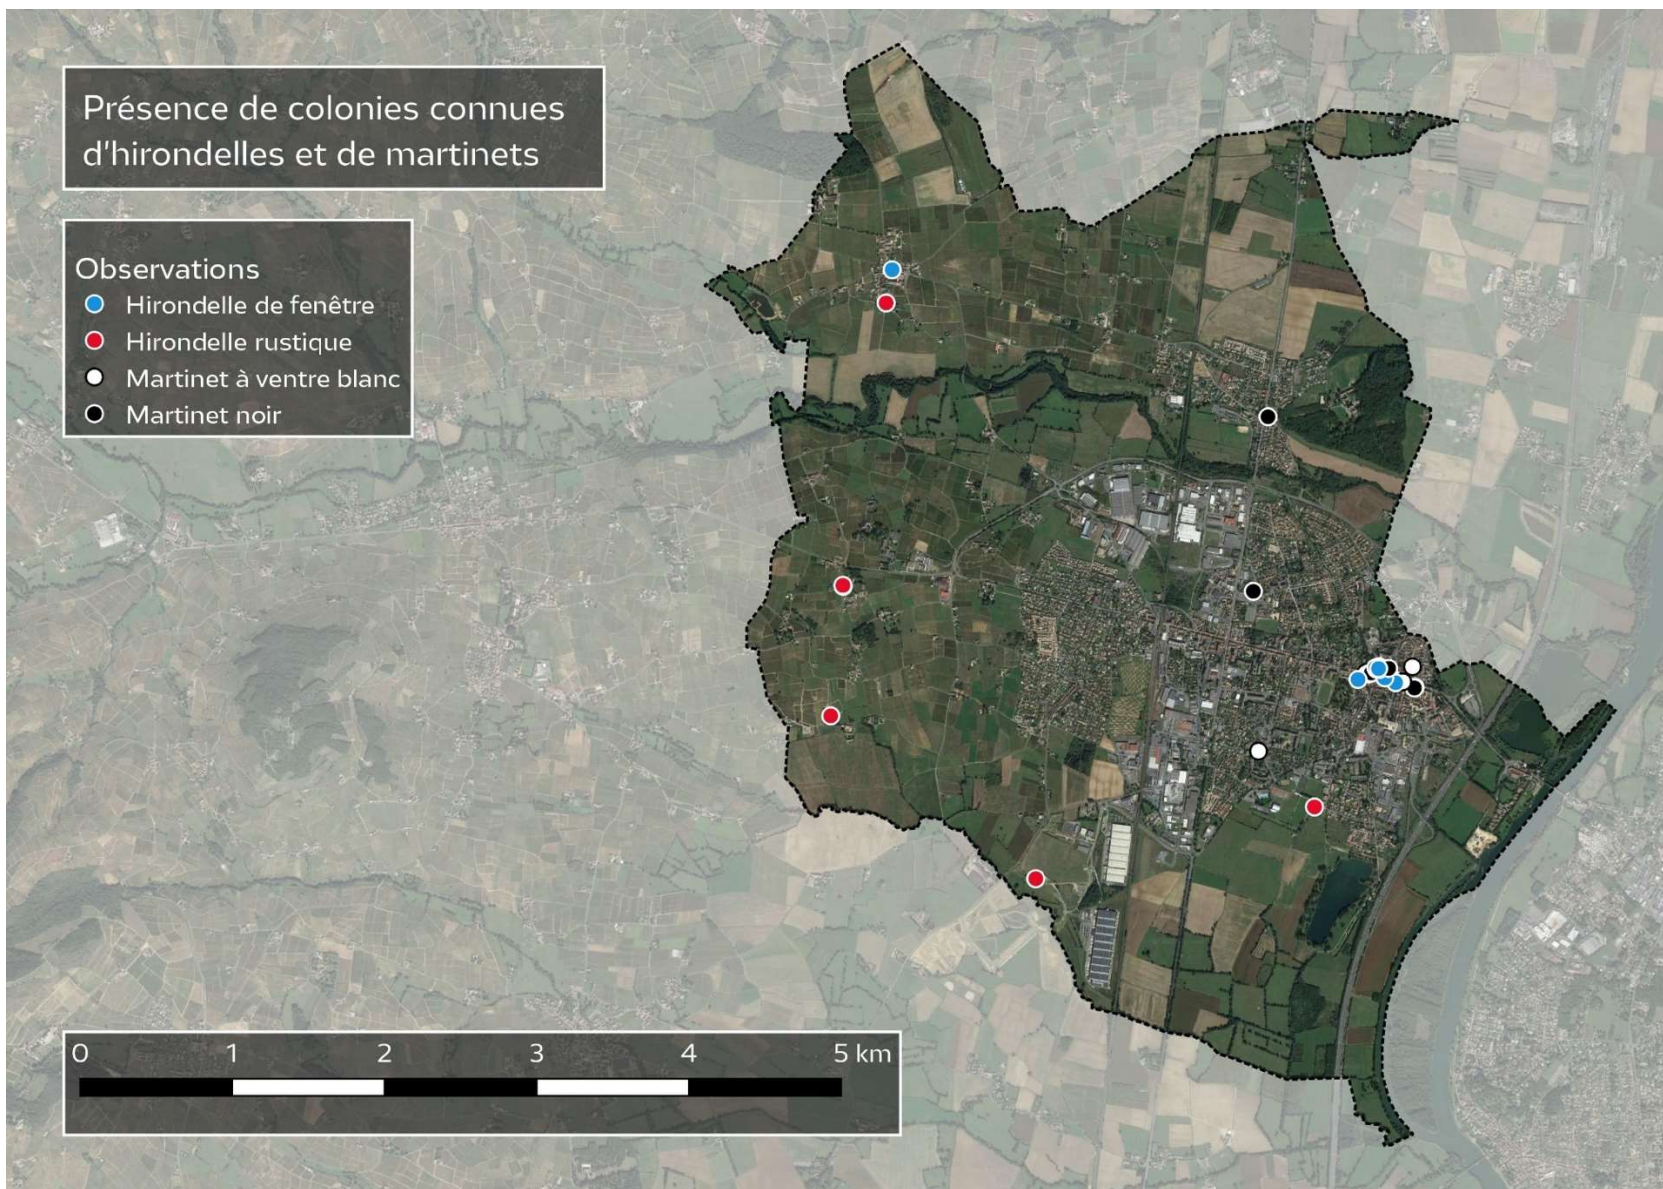 Présence de colonies connues
d'hirondelles et de martinets
Observations
Hirondelle de fenêtre
Hirondelle rustique
Martinet à ventre blanc
Martinet noir
0 1 2 3 4 5 km